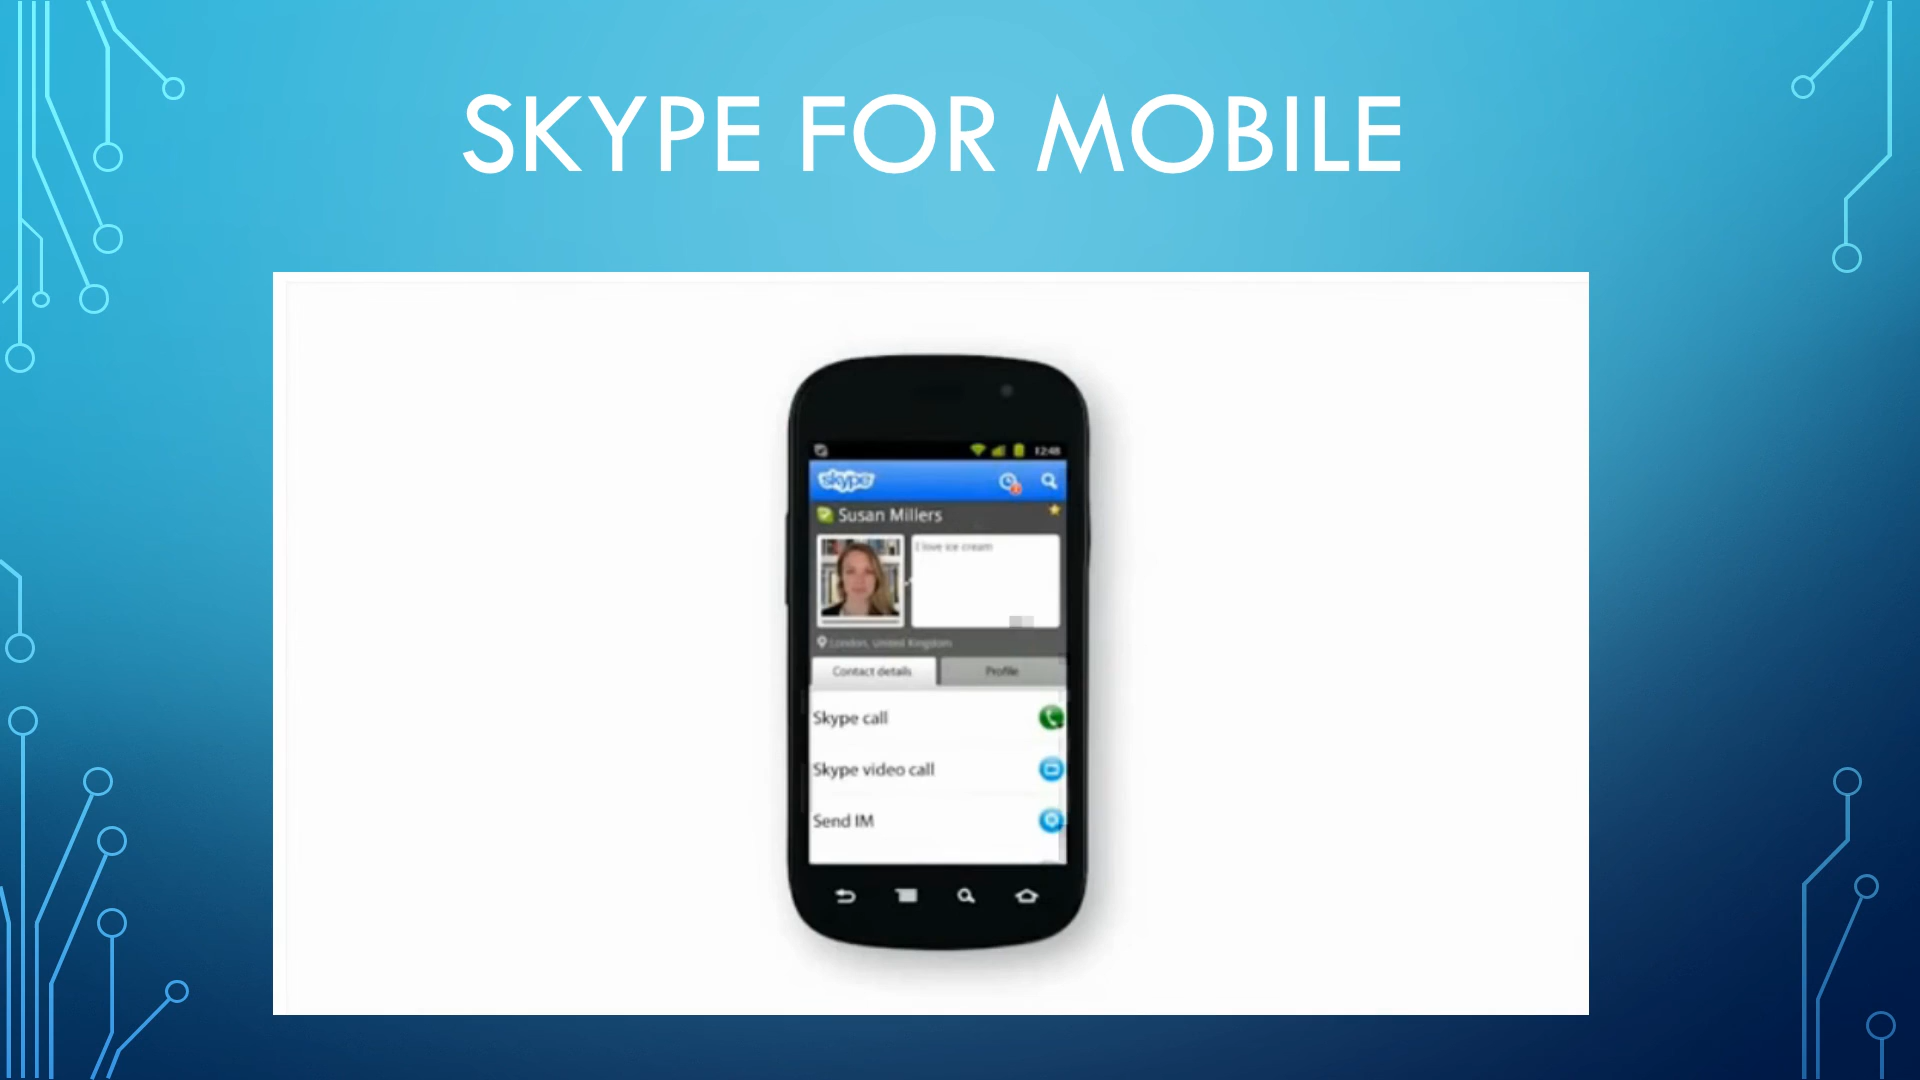 SKYPE FOR MOBILE
12:48
skype
Susan Millers
I love ice cream
London, United Kingdom
Contact details
Profile
Skype call
Skype video call
Send IM